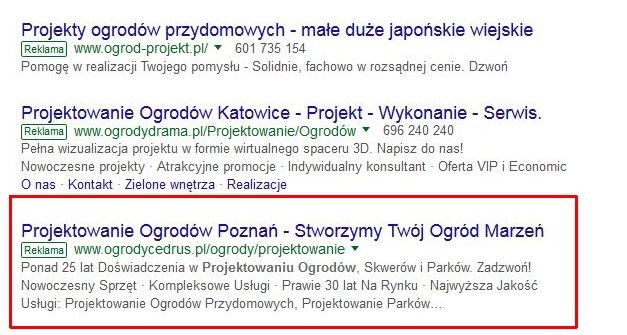 Projekty ogrodów przydomowych - małe duże japońskie wiejskie
Reklama www.ogrod-projekt.pl/ 601 735 154
Pomogę w realizacji Twojego pomysłu - Solidnie, fachowo w rozsądnej cenie. Dzwoń
Projektowanie Ogrodów Katowice - Projekt - Wykonanie - Serwis.
Reklama www.ogrodydrama.pl/Projektowanie/Ogrodów 696 240 240
Pełna wizualizacja projektu w formie wirtualnego spaceru 3D. Napisz do nas!
Nowoczesne projekty · Atrakcyjne promocje · Indywidualny konsultant · Oferta VIP i Economic
O nas · Kontakt · Zielone wnętrza · Realizacje
Projektowanie Ogrodów Poznań - Stworzymy Twój Ogród Marzeń
Reklama www.ogrodycedrus.pl/ogrody/projektowanie
Ponad 25 lat Doświadczenia w Projektowaniu Ogrodów, Skwerów i Parków. Zadzwoń!
Nowoczesny Sprzęt · Kompleksowe Usługi · Prawie 30 lat Na Rynku · Najwyższa Jakość
Usługi: Projektowanie Ogrodów Przydomowych, Projektowanie Parków…